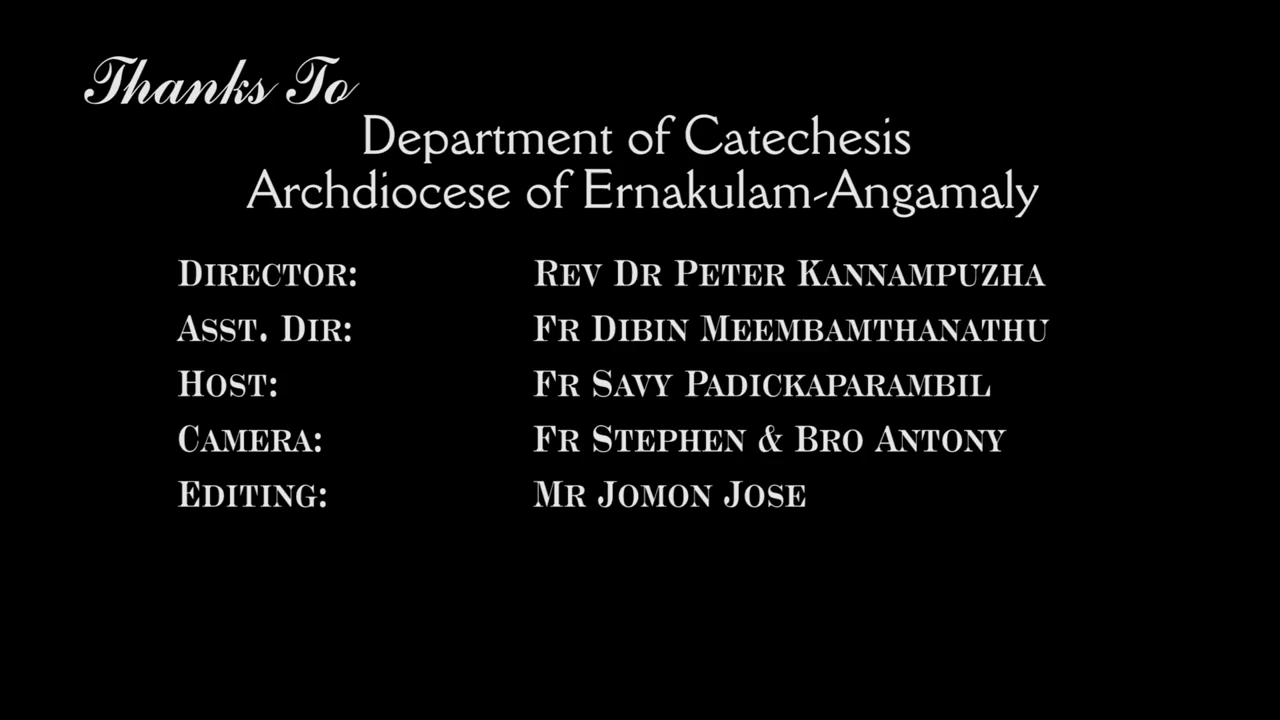 Thanks To
Department of Catechesis
Archdiocese of Ernakulam-Angamaly
Director: Rev Dr Peter Kannampuzha
Asst. Dir: Fr Dibin Meembamthanathu
Host: Fr Savy Padickaparambil
Camera: Fr Stephen & Bro Antony
Editing: Mr Jomon Jose